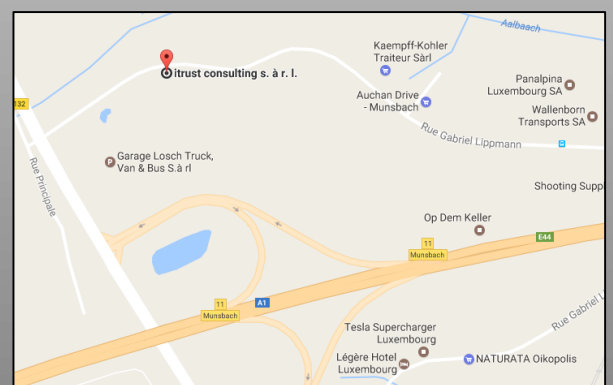 Aalbaach
Kaempff-Kohler
Traiteur Sàrl
itrust consulting s. à r. l.
Panalpina
Luxembourg SA
Auchan Drive
- Munsbach
132
Wallenborn
Transports SA
Rue Gabriel Lippmann
Garage Losch Truck,
Van & Bus S.à rl
Rue Principale
Shooting Supp
Op Dem Keller
E44
11
Munsbach
11
Munsbach
A1
Rue Gabriel L
Tesla Supercharger
Luxembourg
Légère Hotel
Luxembourg
NATURATA Oikopolis